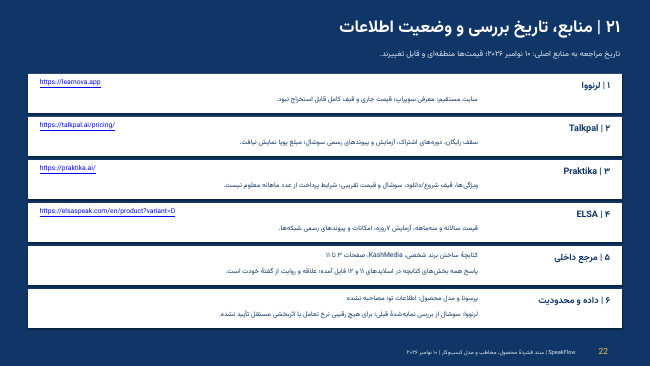 ۲۱ | منابع، تاریخ بررسی و وضعیت اطلاعات
تاریخ مراجعه به منابع اصلی: ۱۰ نوامبر ۲۰۲۶؛ قیمت‌ها منطقه‌ای و قابل تغییرند.
۱ | لرنووا
https://learnova.app
سایت مستقیم: معرفی سوپراپ؛ قیمت جاری و قیف کامل قابل استخراج نبود.
۲ | Talkpal
https://talkpal.ai/pricing/
سقف رایگان، دوره‌های اشتراک، آزمایش و پیوندهای رسمی سوشال؛ مبلغ پویا نمایش نیافت.
۳ | Praktika
https://praktika.ai/
ویژگی‌ها، قیف شروع/دانلود، سوشال و قیمت تقریبی؛ شرایط پرداخت از عدد ماهانه معلوم نیست.
۴ | ELSA
https://elsaspeak.com/en/product?variant=D
قیمت سالانه و سه‌ماهه، آزمایش ۷روزه، امکانات و پیوندهای رسمی شبکه‌ها.
۵ | مرجع داخلی
کتابچهٔ ساختن برند شخصی، KashMedia، صفحات ۳ تا ۱۱
پاسخ همه بخش‌های کتابچه در اسلایدهای ۱۱ و ۱۲ فایل آمده؛ علاقه و روایت از گفتهٔ خودت است.
۶ | داده و محدودیت
پرسونا و مدل محصول: اطلاعات تو؛ مصاحبه نشده
لرنووا: سوشال از بررسی نمایه‌شدهٔ قبلی؛ برای هیچ رقیبی نرخ تعامل یا اثربخشی مستقل تأیید نشده.
SpeakFlow | سند فشردهٔ محصول، مخاطب و مدل کسب‌وکار | ۱۰ نوامبر ۲۰۲۶
22